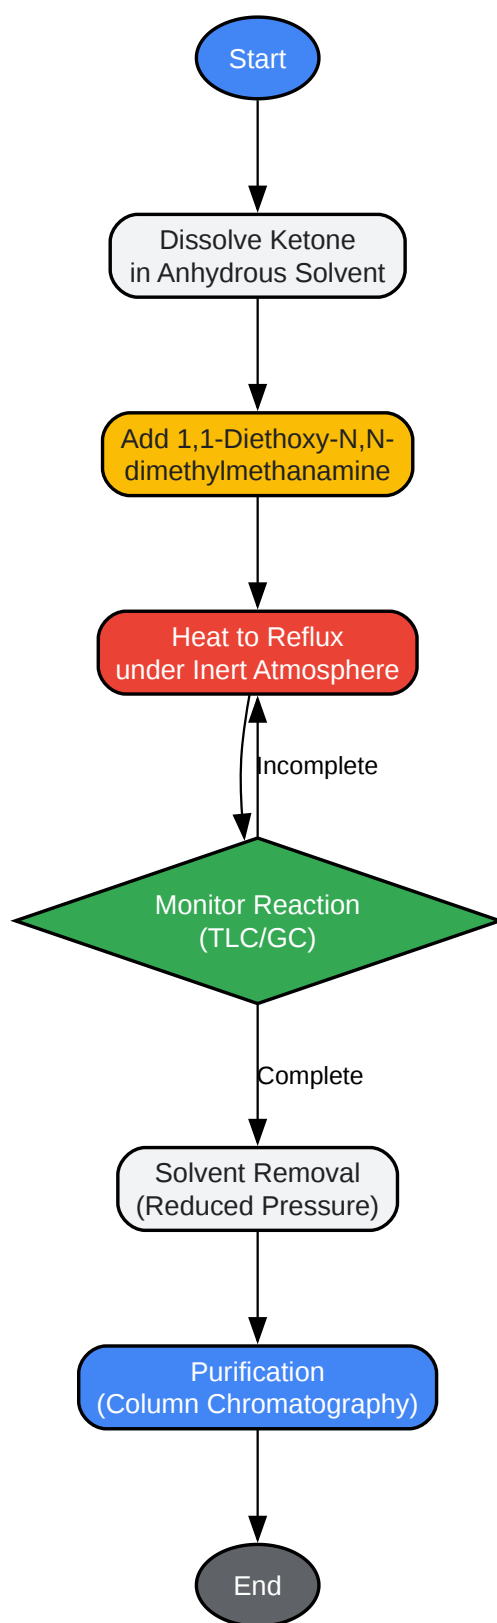 Start
Dissolve Ketone
in Anhydrous Solvent
Add 1,1-Diethoxy-N,N-
dimethylmethanamine
Heat to Reflux
under Inert Atmosphere
Incomplete
Monitor Reaction
(TLC/GC)
Complete
Solvent Removal
(Reduced Pressure)
Purification
(Column Chromatography)
End